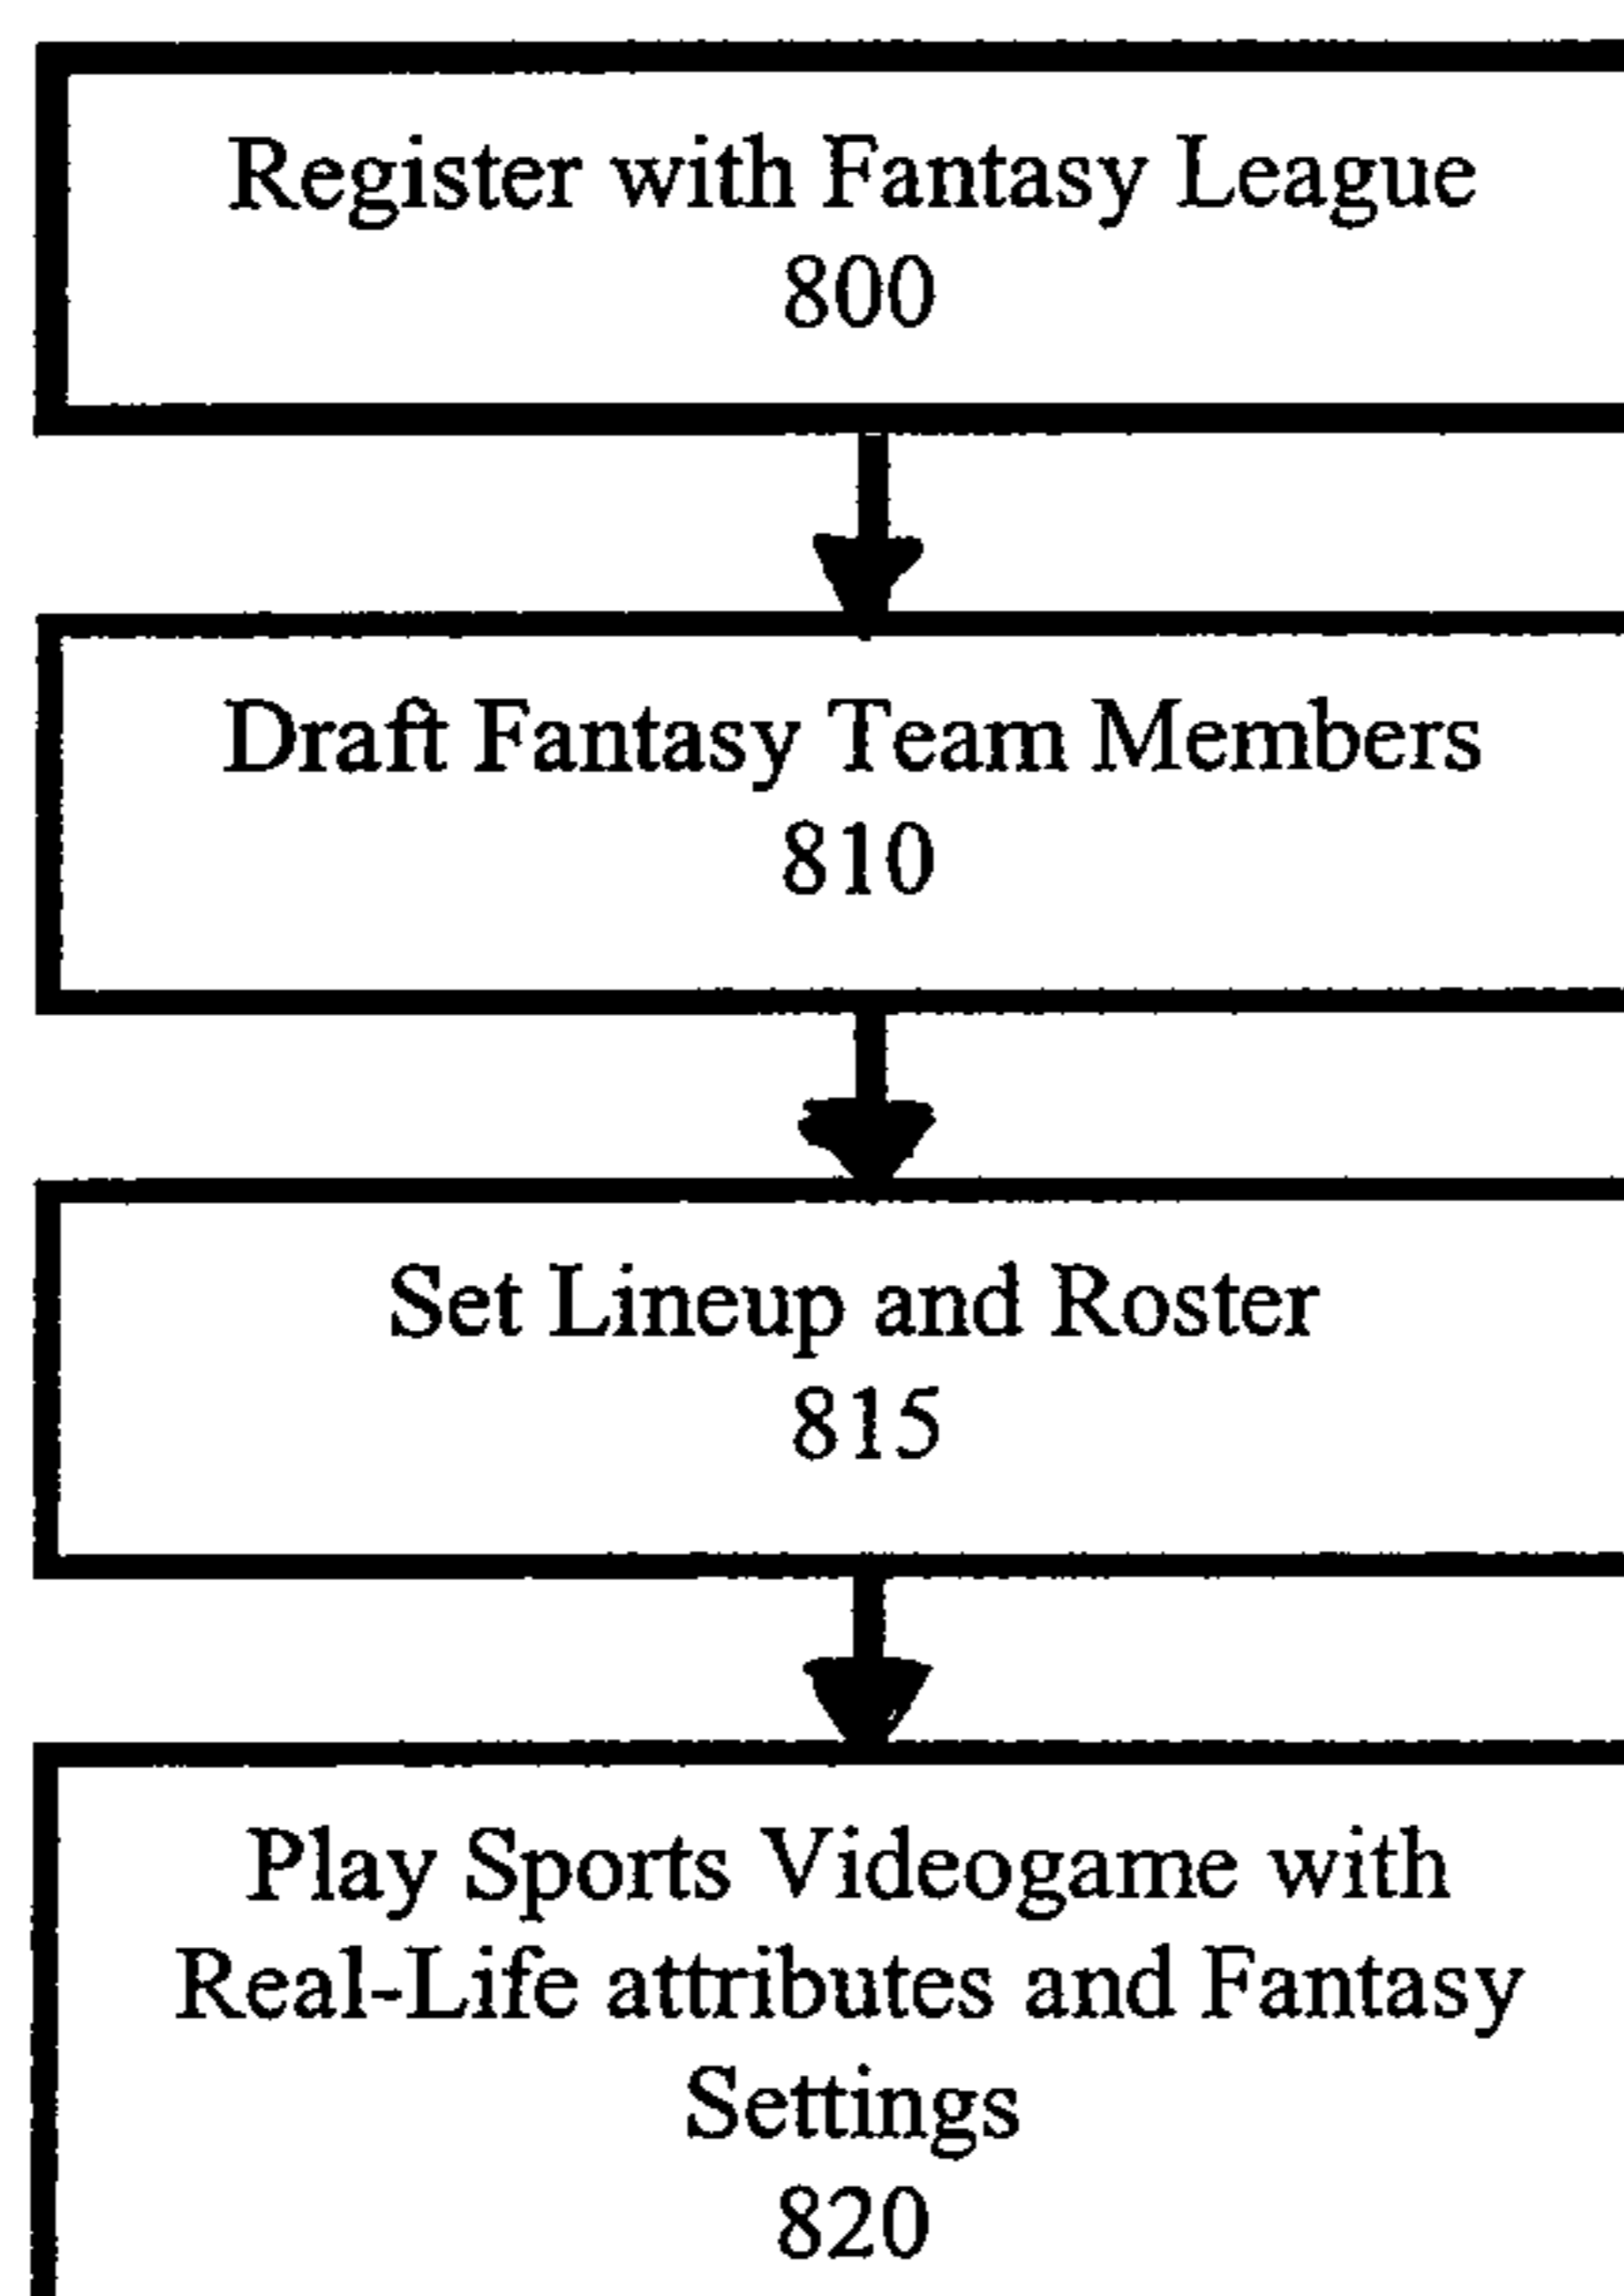 Register with Fantasy League
800
Draft Fantasy Team Members
810
Set Lineup and Roster
815
Play Sports Videogame with
Real-Life attributes and Fantasy
Settings
820